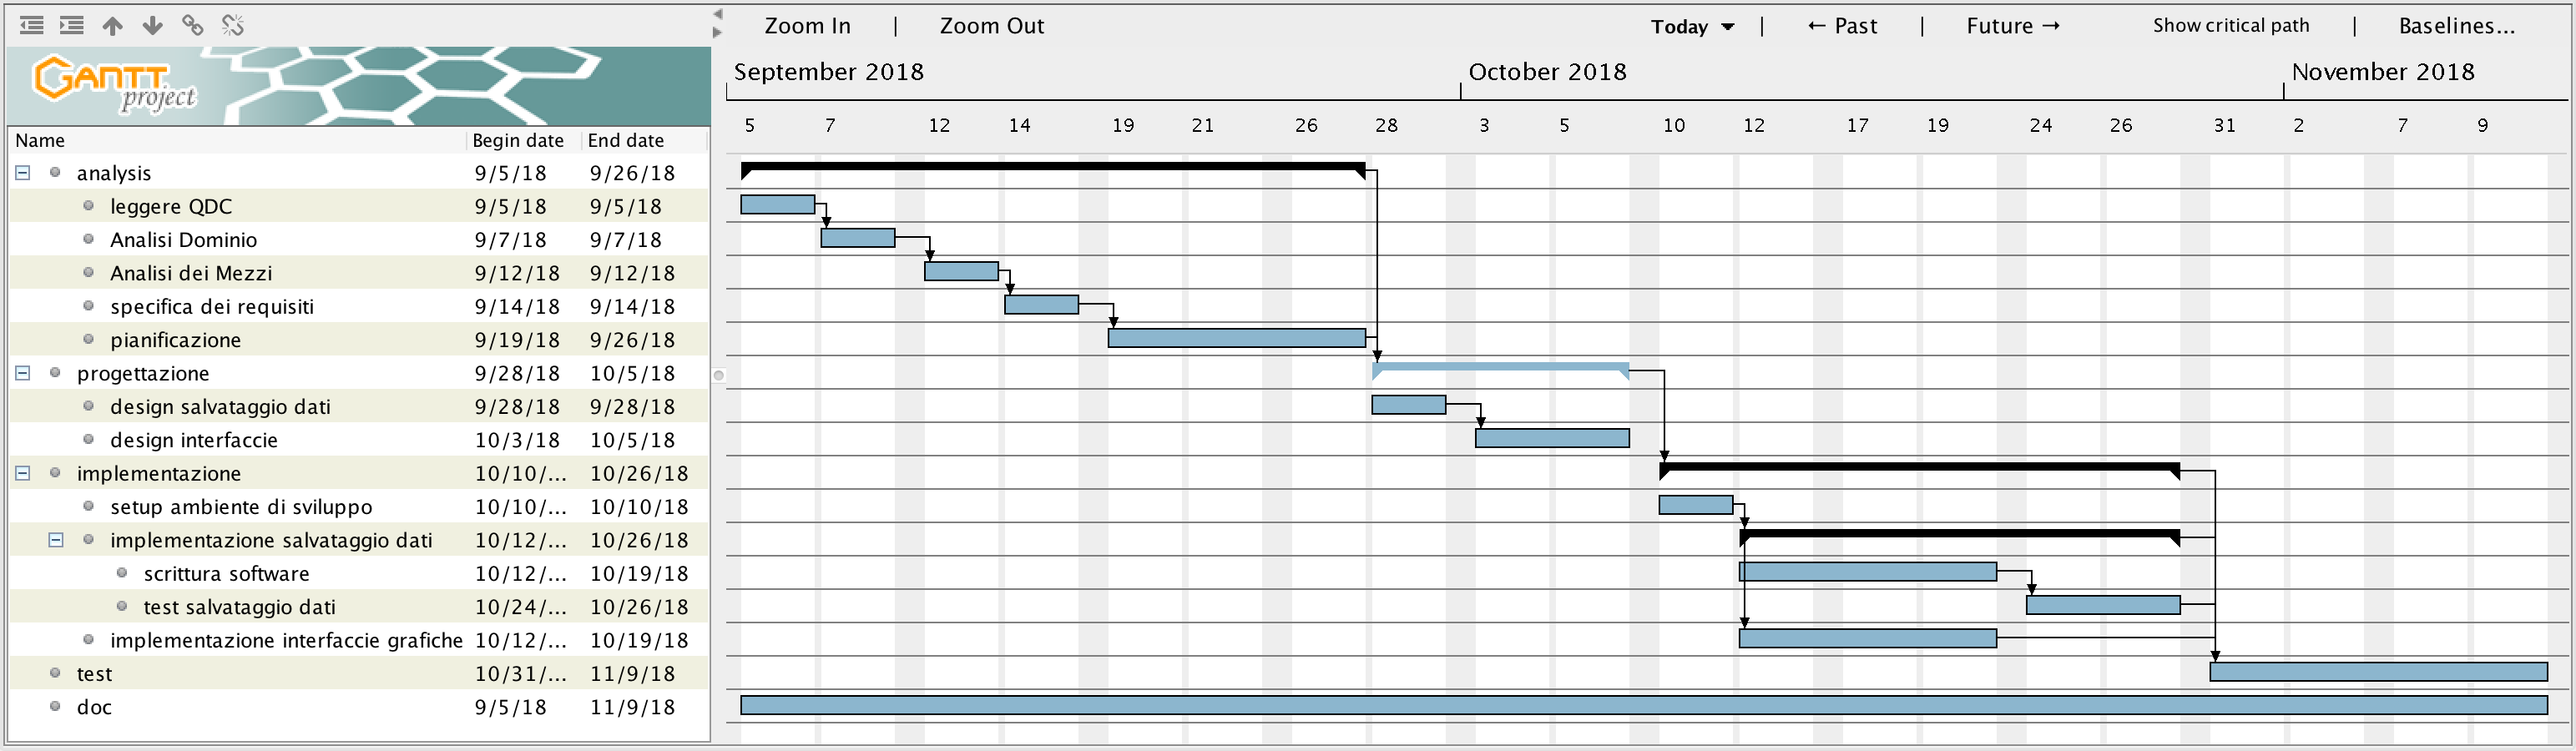 Zoom In | Zoom Out Today | ← Past | Future → Show critical path | Baselines...
GANTT project
September 2018 October 2018 November 2018
5 7 12 14 19 21 26 28 3 5 10 12 17 19 24 26 31 2 7 9
Name Begin date End date
analysis 9/5/18 9/26/18
leggere QDC 9/5/18 9/5/18
Analisi Dominio 9/7/18 9/7/18
Analisi dei Mezzi 9/12/18 9/12/18
specifica dei requisiti 9/14/18 9/14/18
pianificazione 9/19/18 9/26/18
progettazione 9/28/18 10/5/18
design salvataggio dati 9/28/18 9/28/18
design interfaccie 10/3/18 10/5/18
implementazione 10/10/... 10/26/18
setup ambiente di sviluppo 10/10/... 10/10/18
implementazione salvataggio dati 10/12/... 10/26/18
scrittura software 10/12/... 10/19/18
test salvataggio dati 10/24/... 10/26/18
implementazione interfaccie grafiche 10/12/... 10/19/18
test 10/31/... 11/9/18
doc 9/5/18 11/9/18